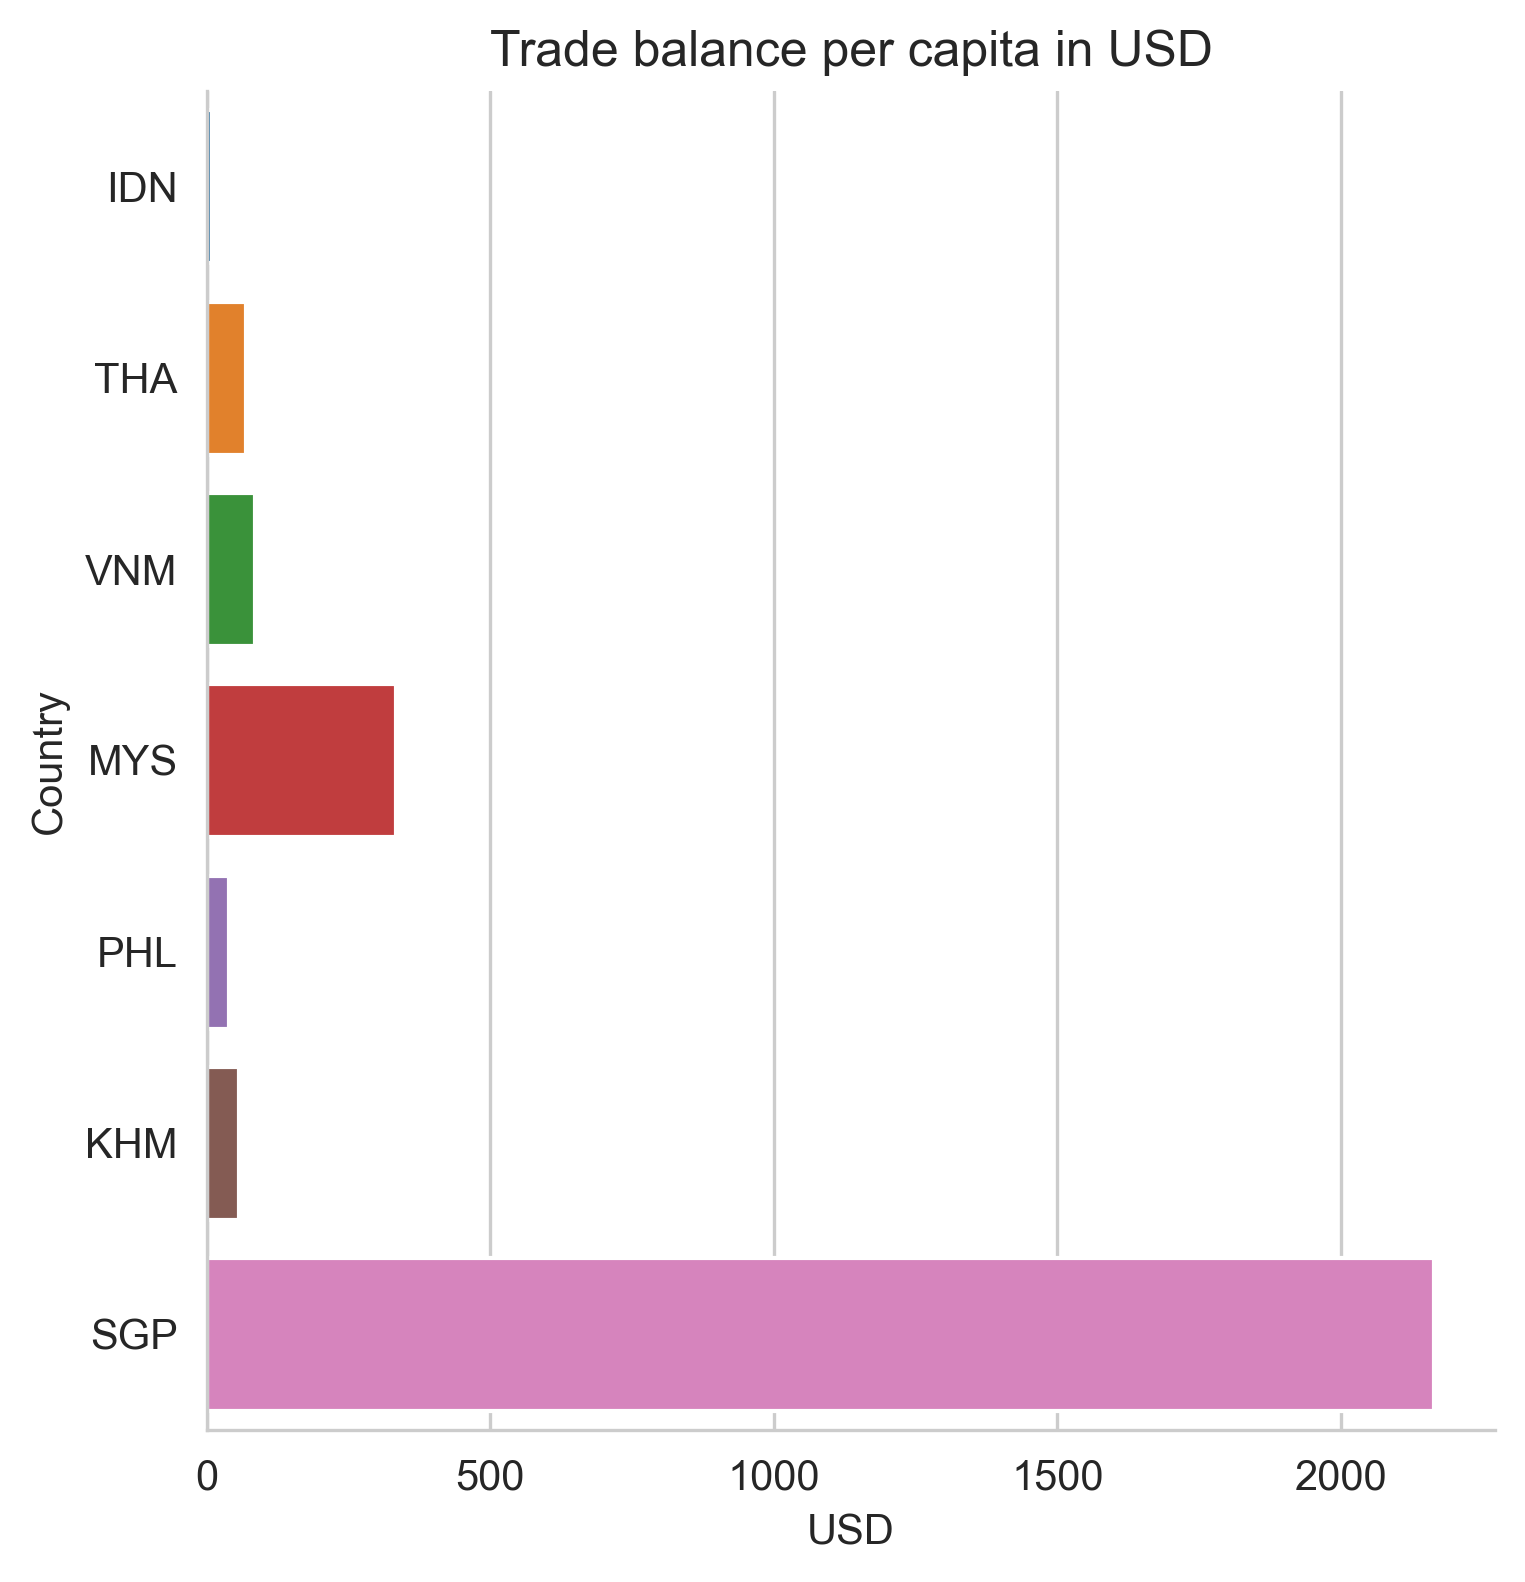 Trade balance per capita in USD
IDN
THA
VNM
MYS
PHL
KHM
SGP
Country
0 500 1000 1500 2000
USD